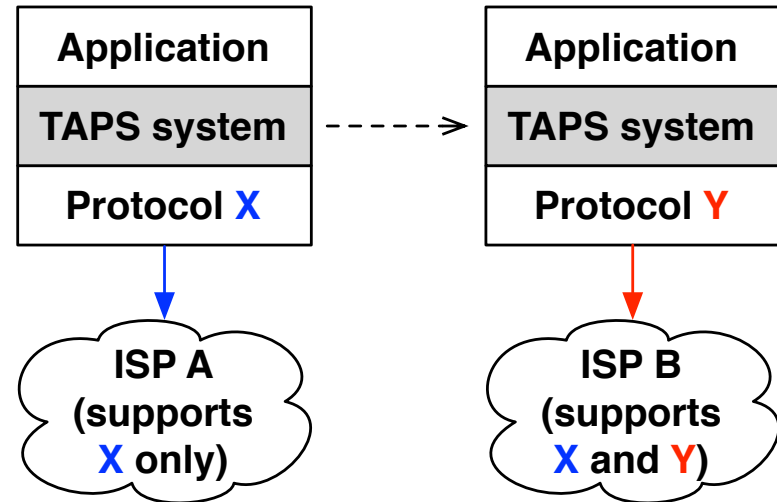 Application
TAPS system
Protocol X
ISP A
(supports
X only)
Application
TAPS system
Protocol Y
ISP B
(supports
X and Y)